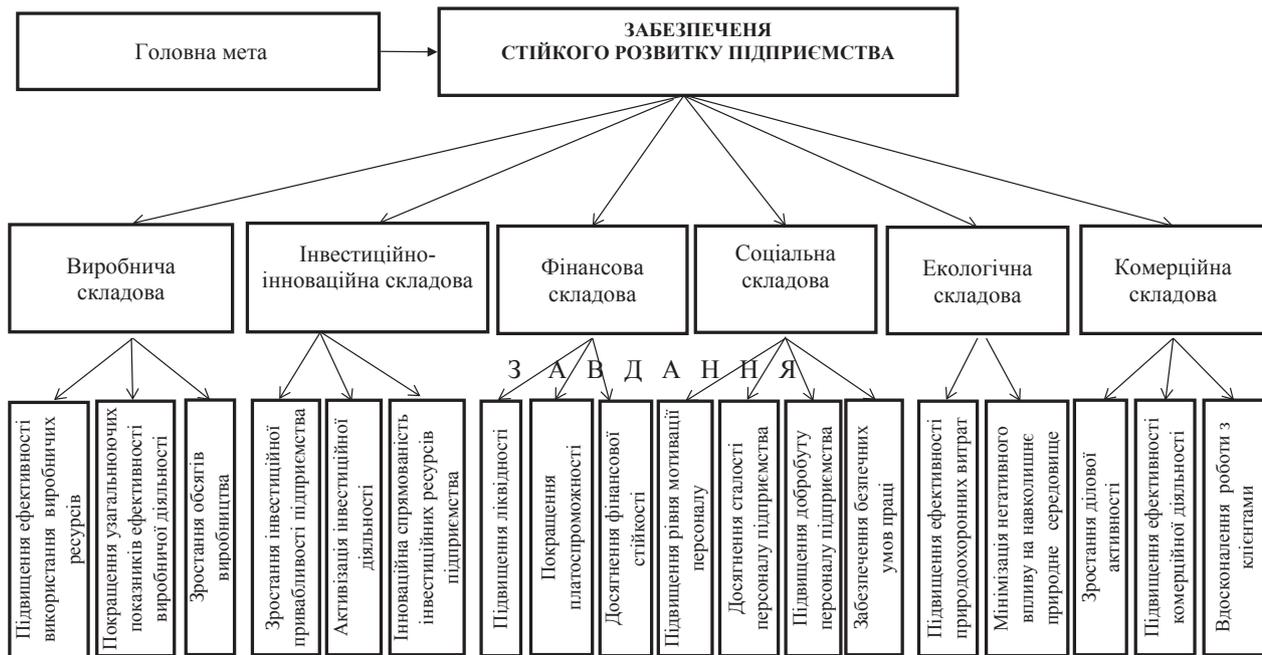 Головна мета
ЗАБЕЗПЕЧЕНЯ
СТІЙКОГО РОЗВИТКУ ПІДПРИЄМСТВА
Виробнича
складова
Інвестиційно-
інноваційна складова
Фінансова
складова
Соціальна
складова
Екологічна
складова
Комерційна
складова
З А В Д А Н Н Я
Підвищення ефективності
використання виробничих
ресурсів
Покращення узагальнюючих
показників ефективності
виробничої діяльності
Зростання обсягів
виробництва
Зростання інвестиційної
привабливості підприємства
Активізація інвестиційної
діяльності
Інноваційна спрямованість
інвестиційних ресурсів
підприємства
Підвищення ліквідності
Покращення
платоспроможності
Досягнення фінансової
стійкості
Підвищення рівня мотивації
персоналу
Досягнення сталості
персоналу підприємства
Підвищення добробуту
персоналу підприємства
Забезпечення безпечних
умов праці
Підвищення ефективності
природоохоронних витрат
Мінімізація негативного
впливу на навколишнє
природне середовище
Зростання ділової
активності
Підвищення ефективності
комерційної діяльності
Вдосконалення роботи з
клієнтами